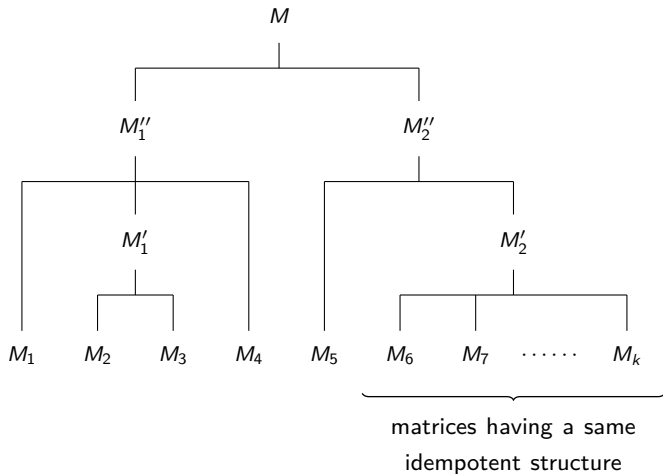 M
M₁′′ M₂′′
M₁′ M₂′
M₁ M₂ M₃ M₄ M₅ M₆ M₇ ······ Mₖ
matrices having a same
idempotent structure